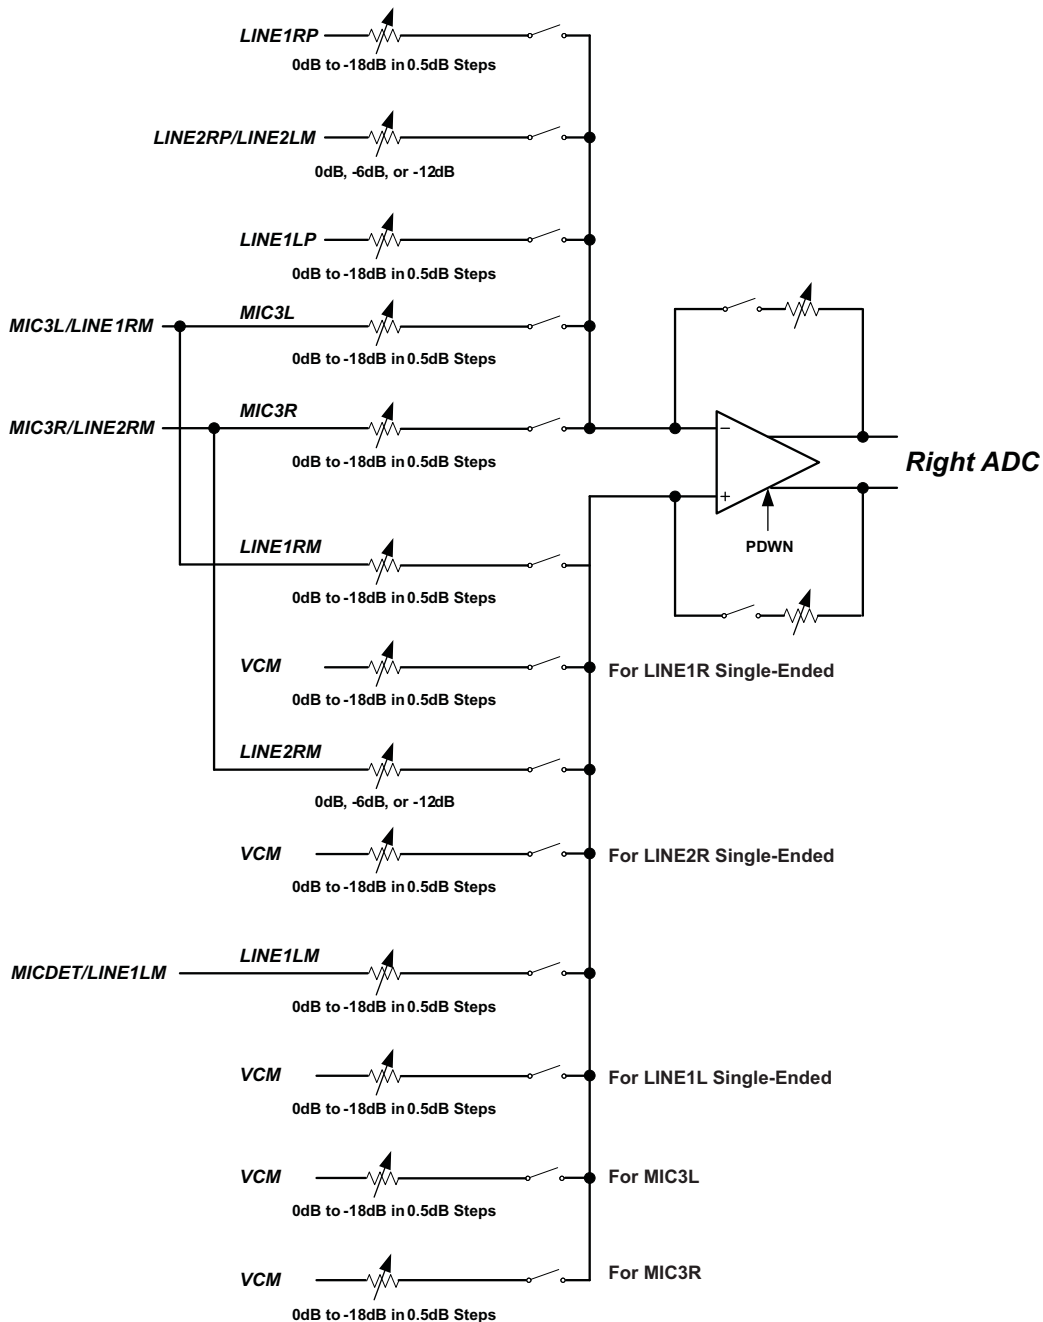 LINE1RP
0dB to -18dB in 0.5dB Steps
LINE2RP/LINE2LM
0dB, -6dB, or -12dB
LINE1LP
0dB to -18dB in 0.5dB Steps
MIC3L/LINE1RM
MIC3L
0dB to -18dB in 0.5dB Steps
MIC3R/LINE2RM
MIC3R
0dB to -18dB in 0.5dB Steps
−
+
Right ADC
PDWN
LINE1RM
0dB to -18dB in 0.5dB Steps
VCM
For LINE1R Single-Ended
0dB to -18dB in 0.5dB Steps
LINE2RM
0dB, -6dB, or -12dB
VCM
For LINE2R Single-Ended
0dB to -18dB in 0.5dB Steps
MICDET/LINE1LM
LINE1LM
0dB to -18dB in 0.5dB Steps
VCM
For LINE1L Single-Ended
0dB to -18dB in 0.5dB Steps
VCM
For MIC3L
0dB to -18dB in 0.5dB Steps
VCM
For MIC3R
0dB to -18dB in 0.5dB Steps